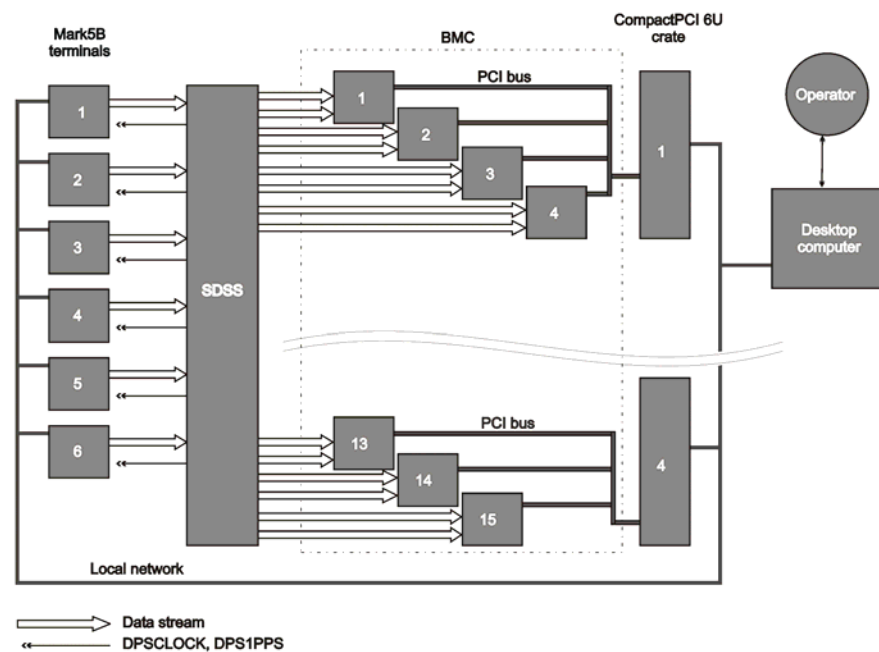 Mark5B
terminals
BMC
CompactPCI 6U
crate
PCI bus
1
2
3
4
5
6
SDSS
1
2
3
4
1
Operator
Desktop
computer
PCI bus
13
14
15
4
Local network
Data stream
DPSCLOCK, DPS1PPS